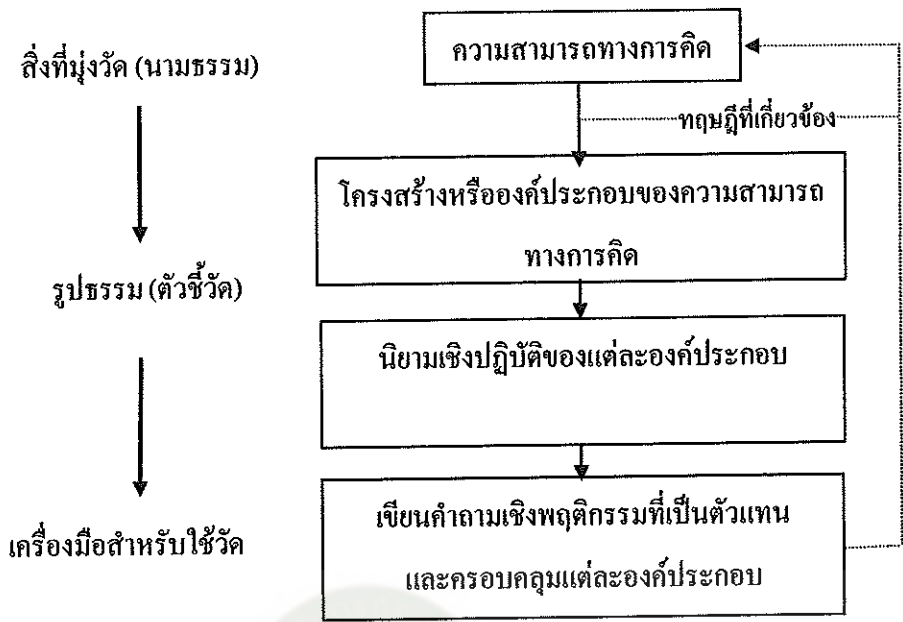 ความสามารถทางการคิด
สิ่งที่มุ่งวัด (นามธรรม)
ทฤษฎีที่เกี่ยวข้อง
โครงสร้างหรือองค์ประกอบของความสามารถ
ทางการคิด
รูปธรรม (ตัวชี้วัด)
นิยามเชิงปฏิบัติของแต่ละองค์ประกอบ
เขียนคำถามเชิงพฤติกรรมที่เป็นตัวแทน
เครื่องมือสำหรับใช้วัด
และครอบคลุมแต่ละองค์ประกอบ